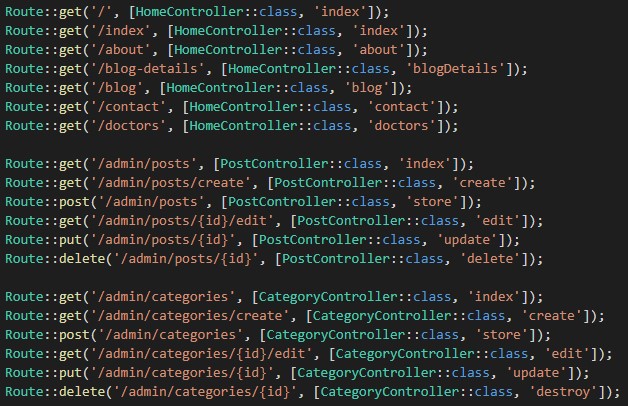 Route::get('/', [HomeController::class, 'index']);
Route::get('/index', [HomeController::class, 'index']);
Route::get('/about', [HomeController::class, 'about']);
Route::get('/blog-details', [HomeController::class, 'blogDetails']);
Route::get('/blog', [HomeController::class, 'blog']);
Route::get('/contact', [HomeController::class, 'contact']);
Route::get('/doctors', [HomeController::class, 'doctors']);

Route::get('/admin/posts', [PostController::class, 'index']);
Route::get('/admin/posts/create', [PostController::class, 'create']);
Route::post('/admin/posts', [PostController::class, 'store']);
Route::get('/admin/posts/{id}/edit', [PostController::class, 'edit']);
Route::put('/admin/posts/{id}', [PostController::class, 'update']);
Route::delete('/admin/posts/{id}', [PostController::class, 'delete']);

Route::get('/admin/categories', [CategoryController::class, 'index']);
Route::get('/admin/categories/create', [CategoryController::class, 'create']);
Route::post('/admin/categories', [CategoryController::class, 'store']);
Route::get('/admin/categories/{id}/edit', [CategoryController::class, 'edit']);
Route::put('/admin/categories/{id}', [CategoryController::class, 'update']);
Route::delete('/admin/categories/{id}', [CategoryController::class, 'destroy']);